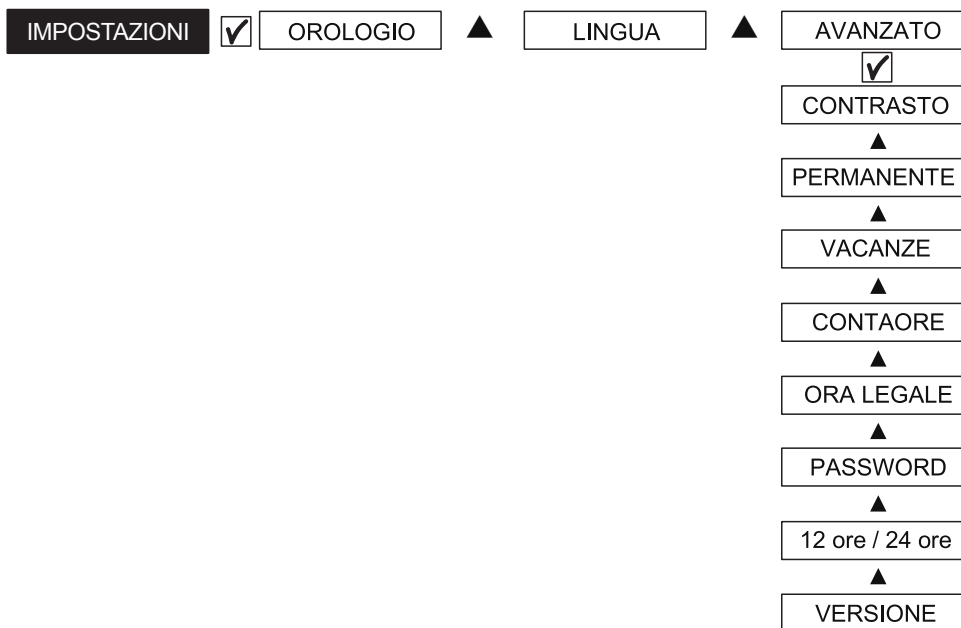 IMPOSTAZIONI OROLOGIO LINGUA AVANZATO
CONTRASTO
PERMANENTE
VACANZE
CONTAORE
ORA LEGALE
PASSWORD
12 ore / 24 ore
VERSIONE